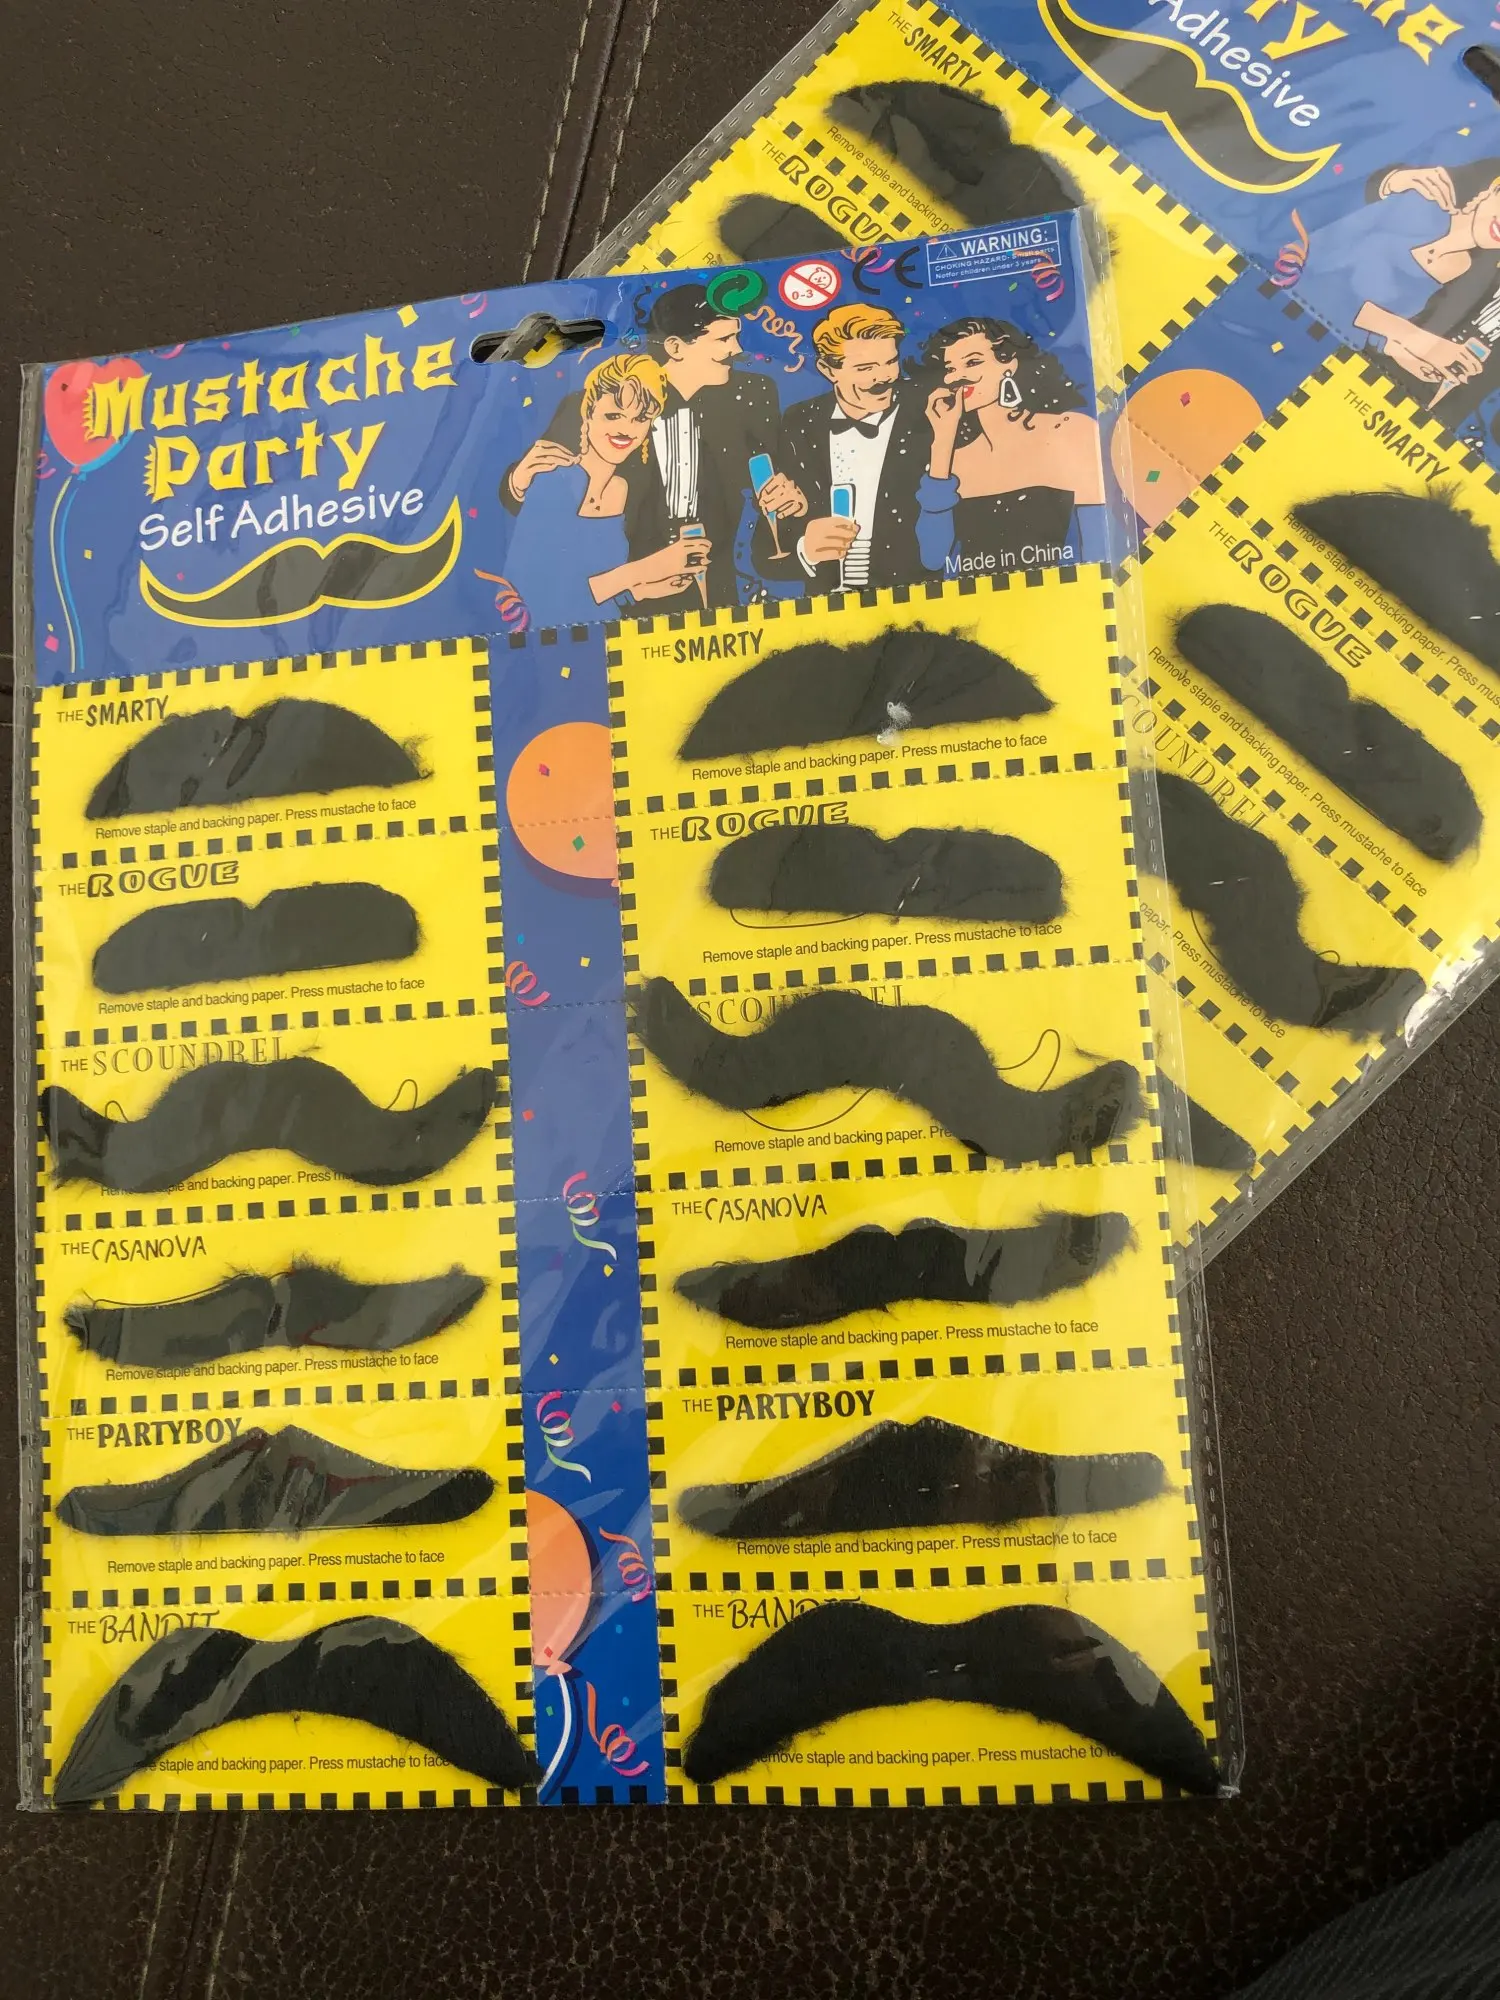 Mustache
Party
Self Adhesive
0-3
CE
WARNING:
CHOKING HAZARD: Small parts
Notfor children under 3 years
Made in China
THE SMARTY
Remove staple and backing paper. Press mustache to face
THE ROGUE
Remove staple and backing paper. Press mustache to face
THE SCOUNDREL
staple and backing paper. Press
THE CASANOVA
Remove staple and backing paper. Press mustache to face
THE PARTYBOY
Remove staple and backing paper. Press mustache to face
THE BANDIT
staple and backing paper. Press mustache to face
THE SMARTY
Remove staple and backing paper. Press mustache to face
THE ROGUE
Remove staple and backing paper. Press mustache to face
SCOUNDREL
Remove staple and backing paper.
THE CASANOVA
Remove staple and backing paper. Press mustache to face
THE PARTYBOY
Remove staple and backing paper. Press mustache to face
THE BANDIT
Remove staple and backing paper. Press mustache to
Adhesive
THE SMARTY
Remove staple and backing
THE ROGUE
THE SMARTY
Remove staple and backing paper. Press
THE ROGUE
Remove staple and backing paper. Press mustache to face
SCOUNDREL
paper. Press mustache to face